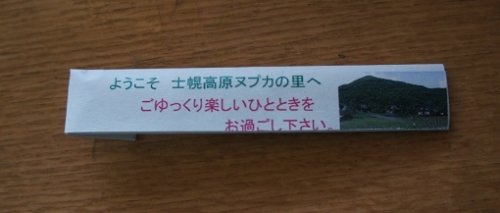 ようこそ 士幌高原ヌプカの里へ
ごゆっくり楽しいひとときを
お過ごし下さい。